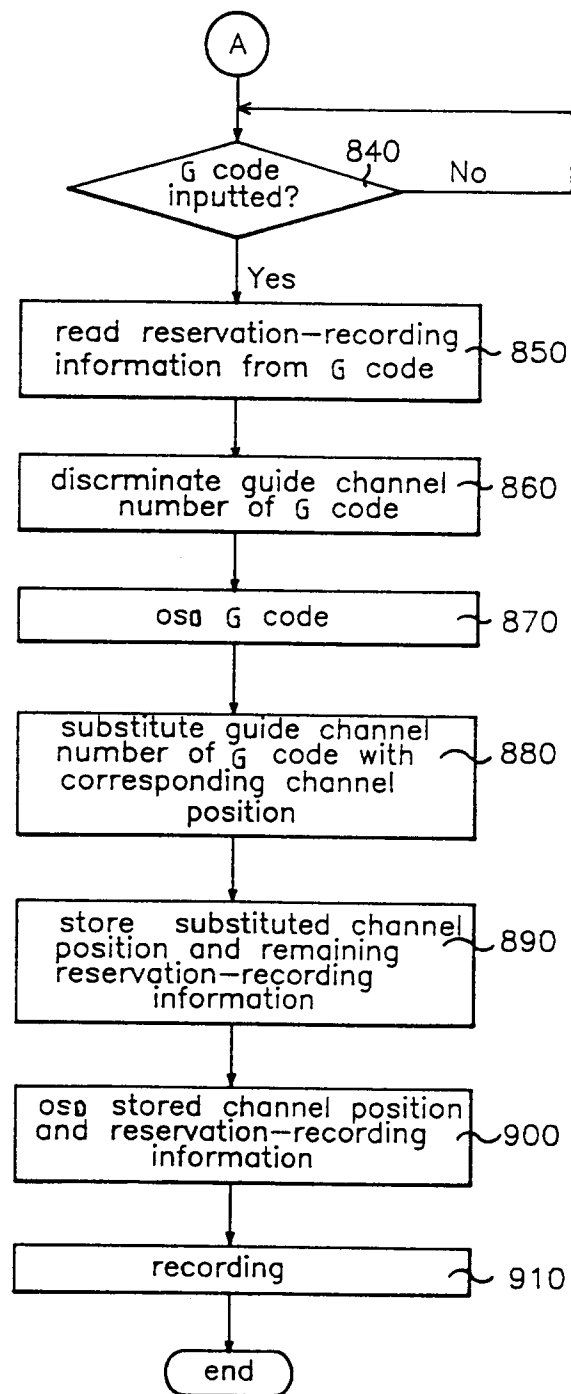 A
G code
inputted?
840
No
Yes
read reservation-recording
information from G code
850
discrminate guide channel
number of G code
860
OSD G code
870
substitute guide channel
number of G code with
corresponding channel
position
880
store substituted channel
position and remaining
reservation-recording
information
890
OSD stored channel position
and reservation-recording
information
900
recording
910
end